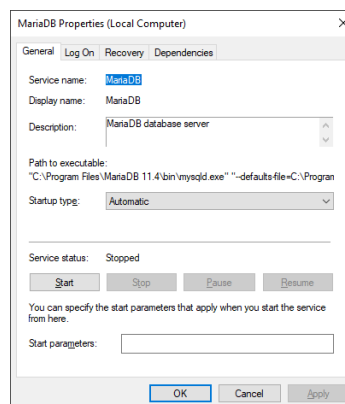 MariaDB Properties (Local Computer)
General Log On Recovery Dependencies
Service name: MariaDB
Display name: MariaDB
Description: MariaDB database server
Path to executable:
"C:\Program Files\MariaDB 11.4\bin\mysqld.exe" "--defaults-file=C:\Program
Startup type: Automatic
Service status: Stopped
Start Stop Pause Resume
You can specify the start parameters that apply when you start the service
from here.
Start parameters:
OK Cancel Apply